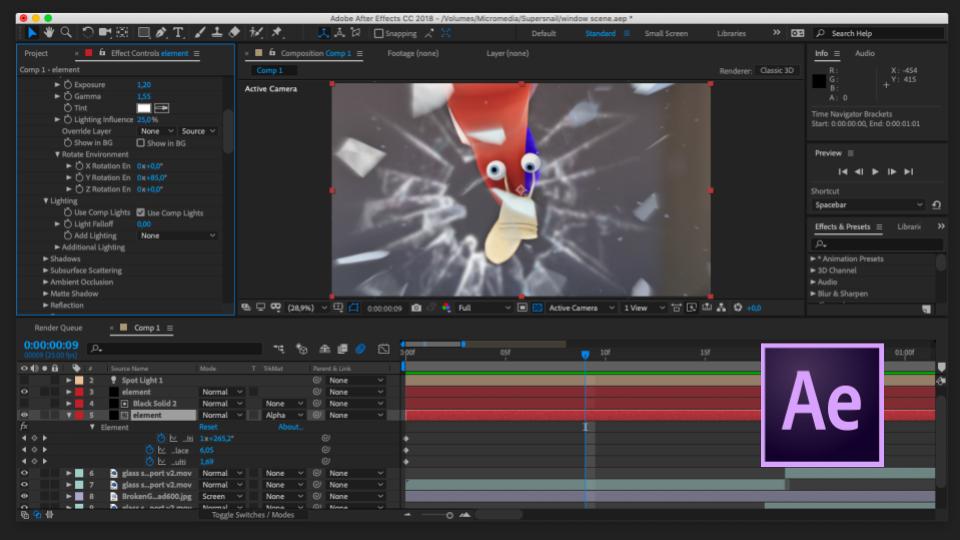 Adobe After Effects CC 2018 - /Volumes/Micromedia/Supersnail/window scene.aep *
Snapping
Default
Standard
Small Screen
Libraries
Search Help
Project
Effect Controls element
Composition Comp 1
Footage (none)
Layer (none)
Info
Audio
Comp 1 - element
Comp 1
Renderer:
Classic 3D
Exposure
1,20
Gamma
1,55
Tint
Lighting Influence
25,0%
Override Layer
None
Source
Show in BG
Show in BG
Rotate Environment
X Rotation En
0x+0,0°
Y Rotation En
0x+85,0°
Z Rotation En
0x+0,0°
Lighting
Use Comp Lights
Use Comp Lights
Light Falloff
0,00
Add Lighting
None
Additional Lighting
Shadows
Subsurface Scattering
Ambient Occlusion
Matte Shadow
Reflection
Active Camera
R :
G :
B :
A : 0
X : -454
Y : 415
Time Navigator Brackets
Start: 0:00:00:00, End: 0:00:01:01
Preview
Shortcut
Spacebar
Effects & Presets
Librari
* Animation Presets
3D Channel
Audio
Blur & Sharpen
(28,9%)
0:00:00:09
Full
Active Camera
1 View
+0,0
Render Queue
Comp 1
0:00:00:09
00009 (25.00 fps)
:00f
05f
10f
15f
01:00f
#
Source Name
Mode
T
TrkMat
Parent & Link
2
Spot Light 1
None
3
element
Normal
None
4
Black Solid 2
Normal
None
None
5
element
Normal
Alpha
None
fx
Element
Reset
About...
1x+265,2°
...lace
6,05
...utti
1,69
6
glass s...port v2.mov
Normal
None
None
7
glass s...port v2.mov
Normal
None
None
8
BrokenG...ad600.jpg
Screen
None
None
9
glass s...port v2.mov
Normal
None
None
Toggle Switches / Modes
Ae